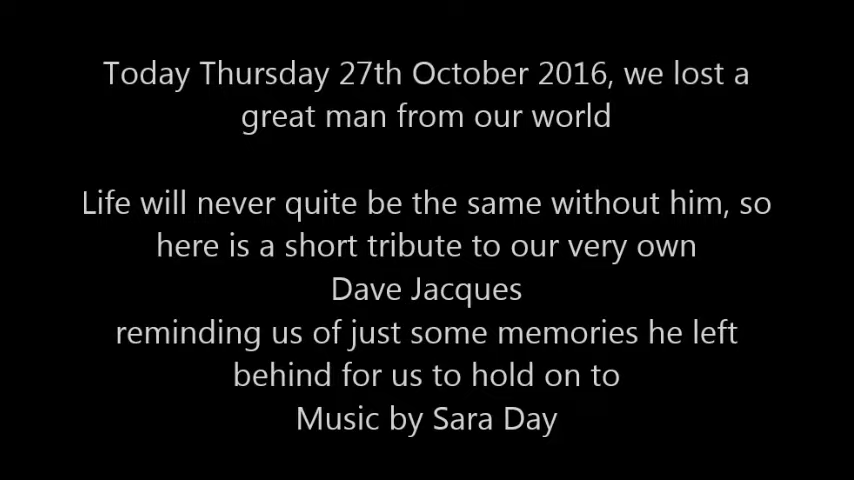 Today Thursday 27th October 2016, we lost a
great man from our world
Life will never quite be the same without him, so
here is a short tribute to our very own
Dave Jacques
reminding us of just some memories he left
behind for us to hold on to
Music by Sara Day